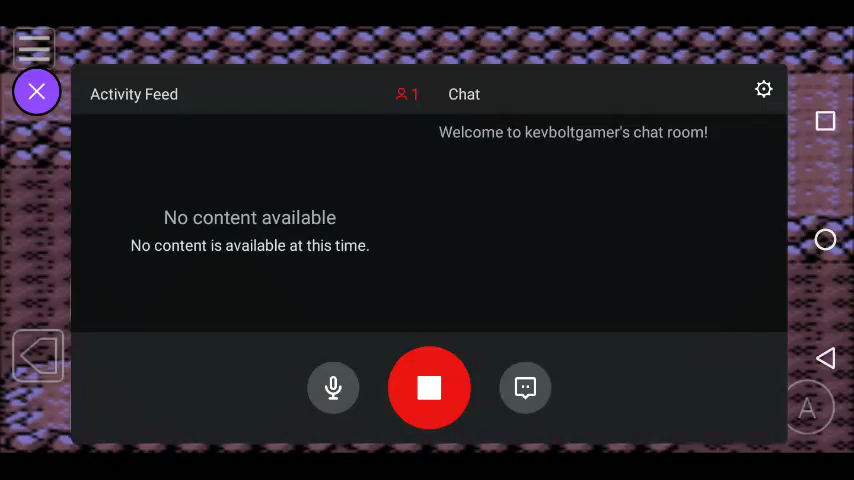 Activity Feed
1
Chat
Welcome to kevboltgamer's chat room!
No content available
No content is available at this time.
A